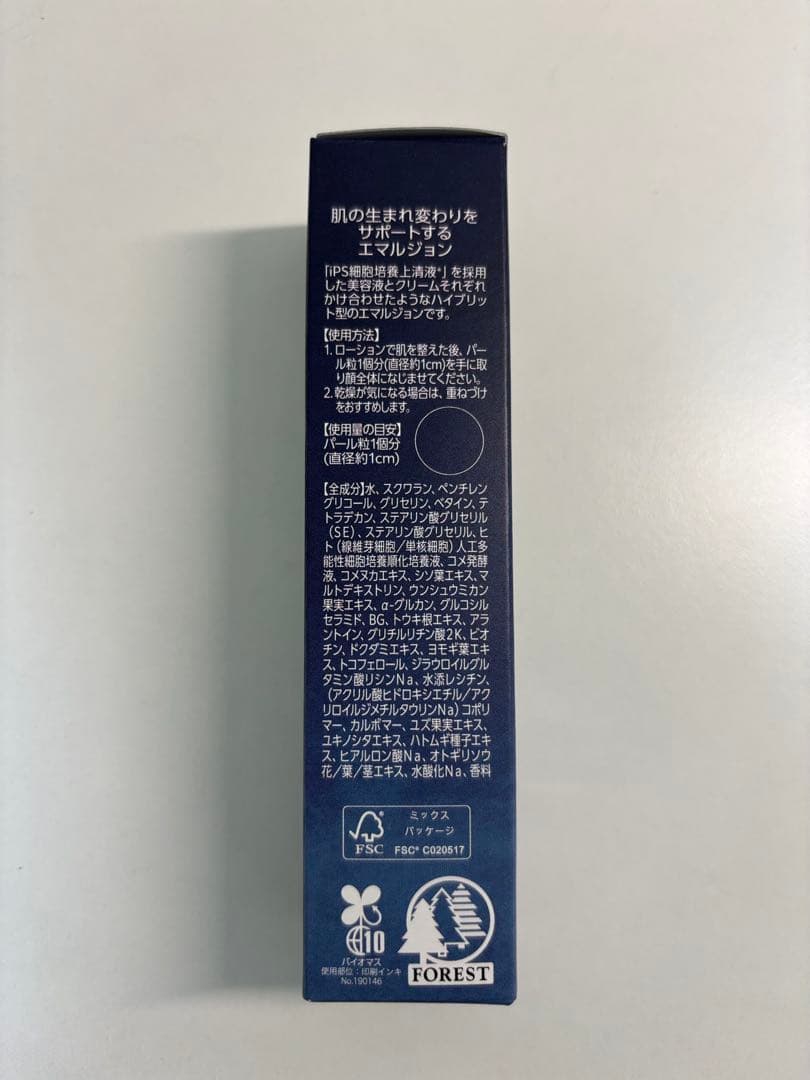 肌の生まれ変わりを
サポートする
エマルジョン
「iPS細胞培養上清液*」を採用
した美容液とクリームそれぞれ
かけ合わせたようなハイブリット
型のエマルジョンです。
【使用方法】
1. ローションで肌を整えた後、パー
ル粒1個分(直径約1cm)を手に取
り顔全体になじませてください。
2. 乾燥が気になる場合は、重ねづけ
をおすすめします。
【使用量の目安】
パール粒1個分
(直径約1cm)
【全成分】水、スクワラン、ペンチレン
グリコール、グリセリン、ベタイン、テ
トラデカン、ステアリン酸グリセリル
(SE)、ステアリン酸グリセリル、ヒ
ト(線維芽細胞/単核細胞)人工多
能性細胞培養順化培養液、コメ発酵
液、コメヌカエキス、シソ葉エキス、マ
ルトデキストリン、ウンシュウミカン
果実エキス、α-グルカン、グルコシル
セラミド、BG、トウキ根エキス、アラ
ントイン、グリチルリチン酸2K、ビオ
チン、ドクダミエキス、ヨモギ葉エキ
ス、トコフェロール、ジラウロイルグル
タミン酸リシンNa、水添レシチン、
(アクリル酸ヒドロキシエチル/アク
リロイルジメチルタウリンNa)コポリ
マー、カルボマー、ユズ果実エキス、
ユキノシタエキス、ハトムギ種子エキ
ス、ヒアルロン酸Na、オトギリソウ
花/葉/茎エキス、水酸化Na、香料
ミックス
パッケージ
FSC
FSC® C020517
10
バイオマス
使用部位：印刷インキ
No.190146
FOREST